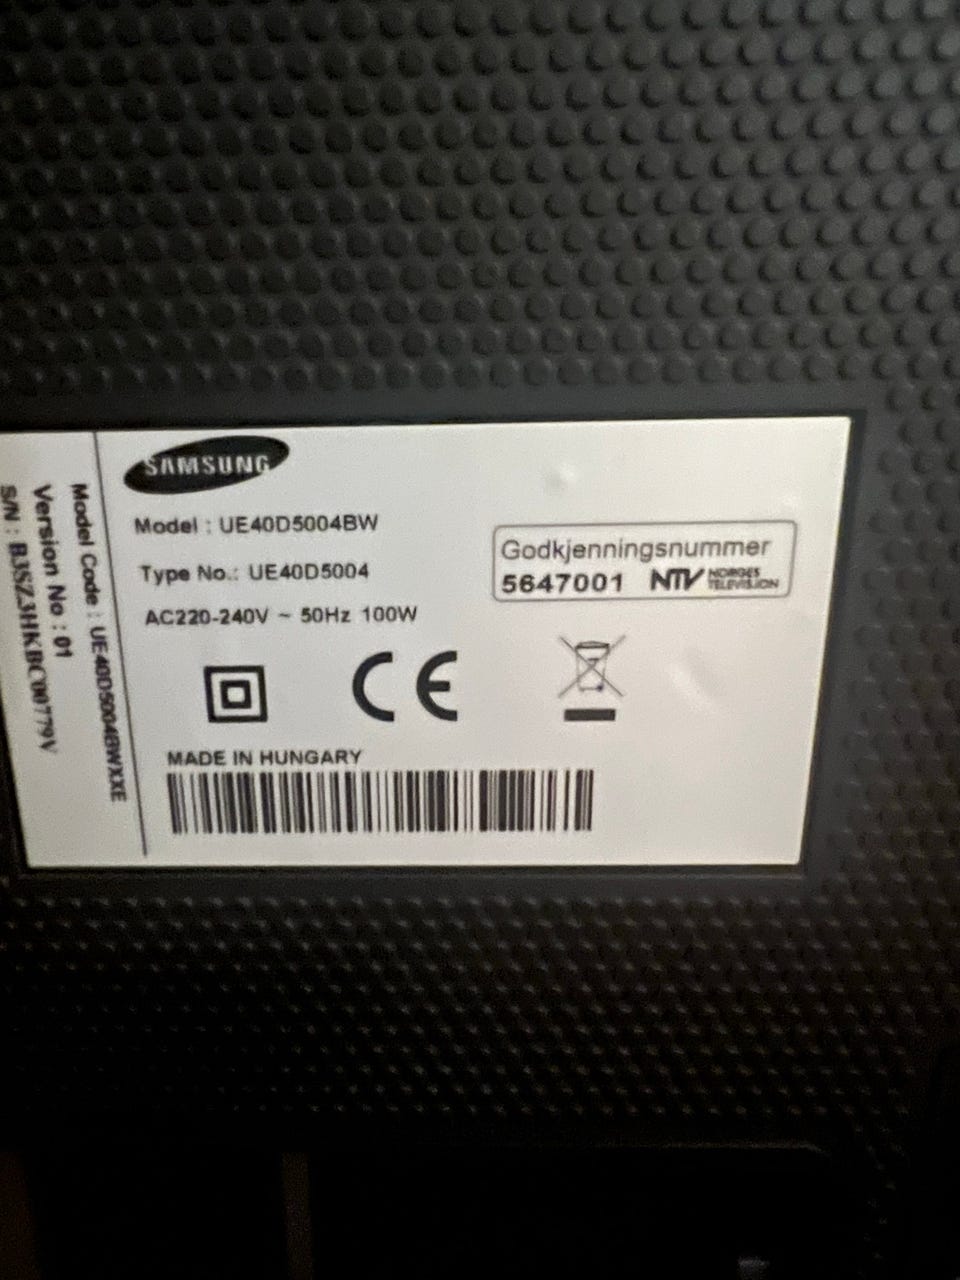 SAMSUNG
Model : UE40D5004BW
Type No.: UE40D5004
AC220-240V ~ 50Hz 100W
Godkjenningsnummer
5647001 NTV NORGES TELEVISJON
CE
MADE IN HUNGARY
Model Code : UE40D5004BWXXE
Version No : 01
S/N : B3SZ3HKBC00779V